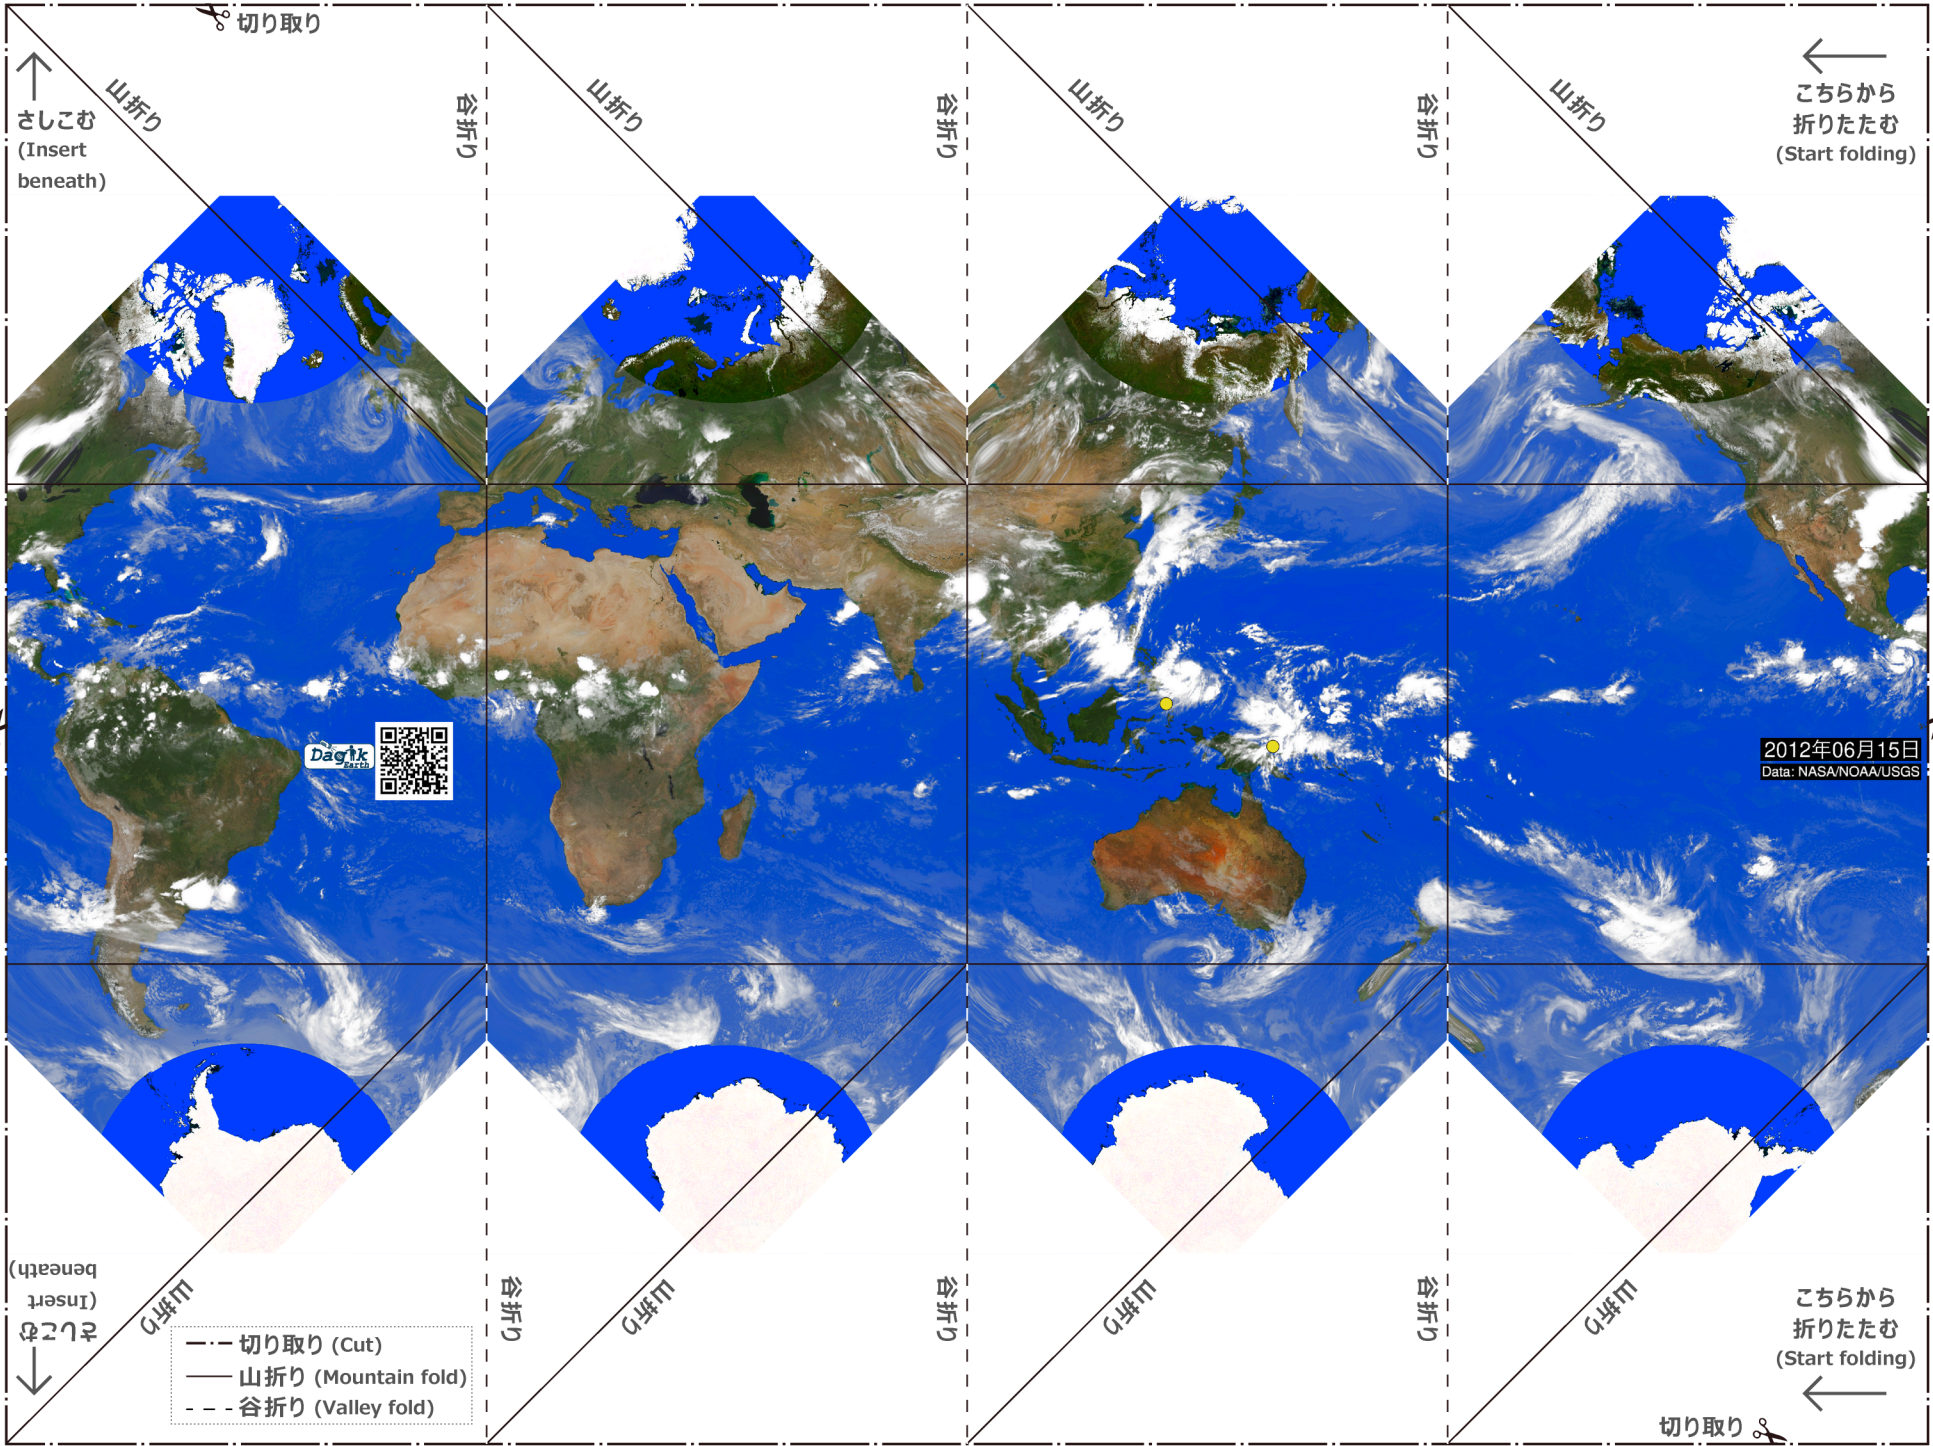 切り取り
山折り
谷折り
山折り
谷折り
山折り
谷折り
山折り
さしこむ
(Insert
beneath)
こちらから
折りたたむ
(Start folding)
Dagik
Earth
2012年06月15日
Data: NASA/NOAA/USGS
さしこむ
(Insert
beneath)
山折り
谷折り
山折り
谷折り
山折り
谷折り
山折り
こちらから
折りたたむ
(Start folding)
切り取り (Cut)
山折り (Mountain fold)
谷折り (Valley fold)
切り取り